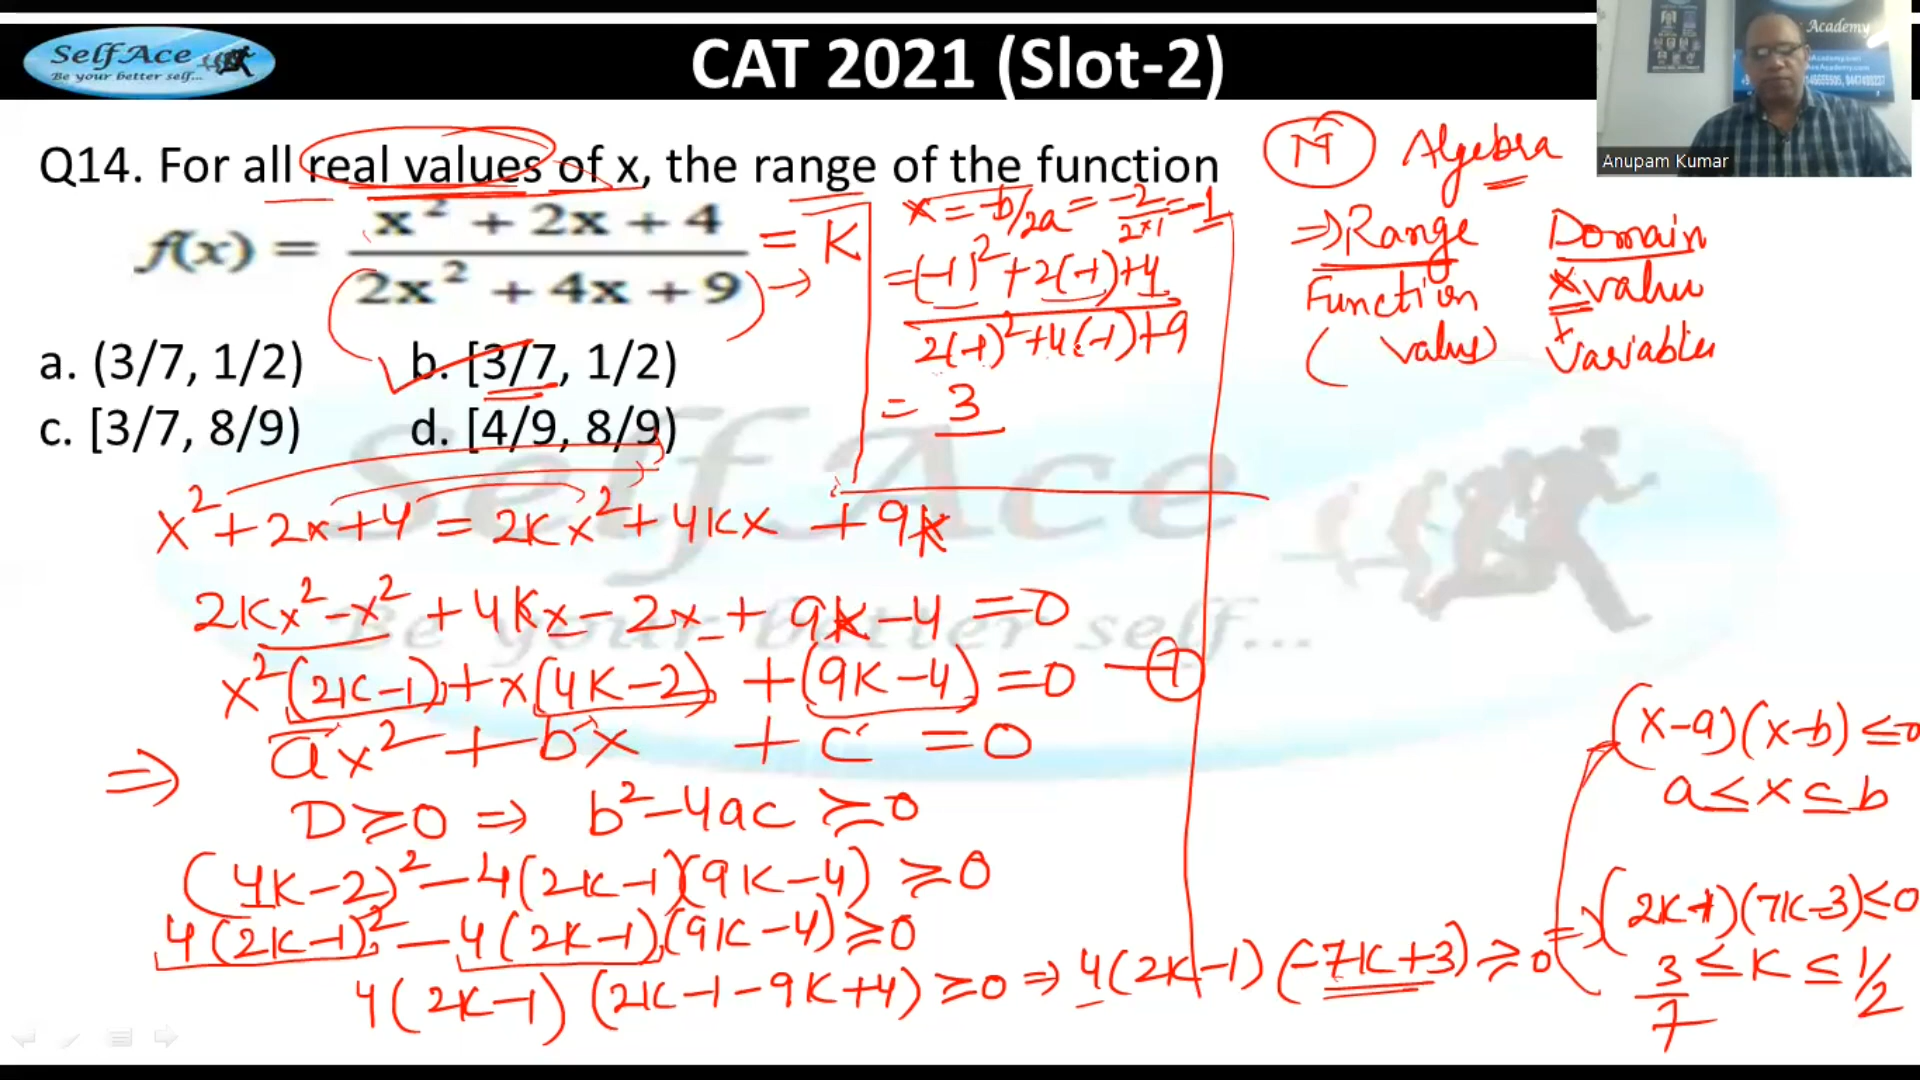 SelfAce
Be your better self...
CAT 2021 (Slot-2)
Academy
Anupam Kumar
Q14. For all real values of x, the range of the function
f(x) = x² + 2x + 4 / 2x² + 4x + 9 = K
a. (3/7, 1/2) b. [3/7, 1/2)
c. [3/7, 8/9) d. [4/9, 8/9)
x = -b/2a = -2/2×1 = -1
= (-1)² + 2(-1) + 4
2(-1)² + 4(-1) + 9
= 3
M Algebra
⇒ Range Domain
Function x value
( value) Variables
x² + 2x + 4 = 2Kx² + 4Kx + 9K
2Kx² - x² + 4Kx - 2x + 9K - 4 = 0
x²(2K-1) + x(4K-2) + (9K-4) = 0 — 1
⇒ ax² + bx + c = 0
D ≥ 0 ⇒ b² - 4ac ≥ 0
(4K-2)² - 4(2K-1)(9K-4) ≥ 0
4(2K-1)² - 4(2K-1)(9K-4) ≥ 0
4(2K-1)(2K-1-9K+4) ≥ 0 ⇒ 4(2K-1)(-7K+3) ≥ 0
(x-a)(x-b) ≤ 0
a ≤ x ≤ b
⇒ (2K-1)(7K-3) ≤ 0
3/7 ≤ K ≤ 1/2
Self Ace
Be your better self...